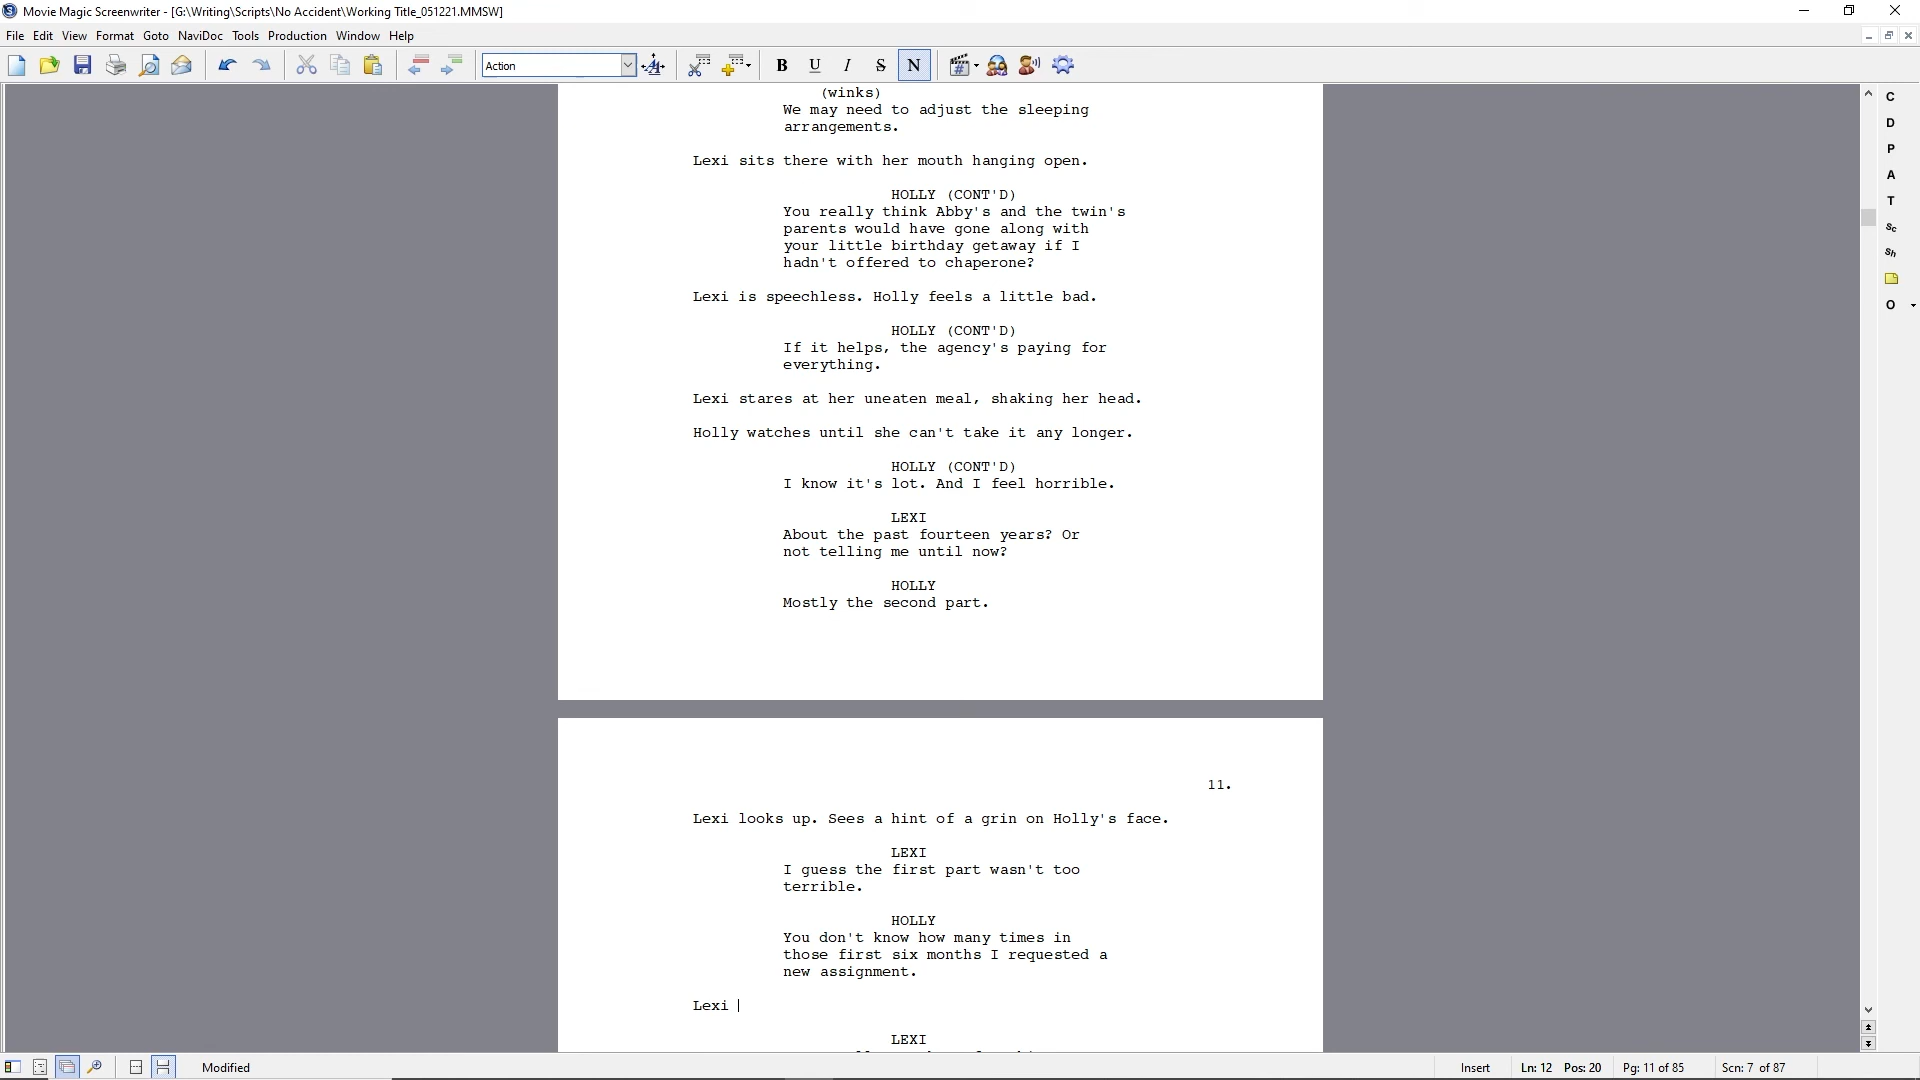 Movie Magic Screenwriter - [G:\Writing\Scripts\No Accident\Working Title_051221.MMSW]
File Edit View Format Goto NaviDoc Tools Production Window Help
Action
A
B U I S N
(winks)
We may need to adjust the sleeping
arrangements.
Lexi sits there with her mouth hanging open.
HOLLY (CONT'D)
You really think Abby's and the twin's
parents would have gone along with
your little birthday getaway if I
hadn't offered to chaperone?
Lexi is speechless. Holly feels a little bad.
HOLLY (CONT'D)
If it helps, the agency's paying for
everything.
Lexi stares at her uneaten meal, shaking her head.
Holly watches until she can't take it any longer.
HOLLY (CONT'D)
I know it's lot. And I feel horrible.
LEXI
About the past fourteen years? Or
not telling me until now?
HOLLY
Mostly the second part.
11.
Lexi looks up. Sees a hint of a grin on Holly's face.
LEXI
I guess the first part wasn't too
terrible.
HOLLY
You don't know how many times in
those first six months I requested a
new assignment.
Lexi
LEXI
C
D
P
A
T
Sc
Sh
O
Modified
Insert Ln: 12 Pos: 20 Pg: 11 of 85 Scn: 7 of 87